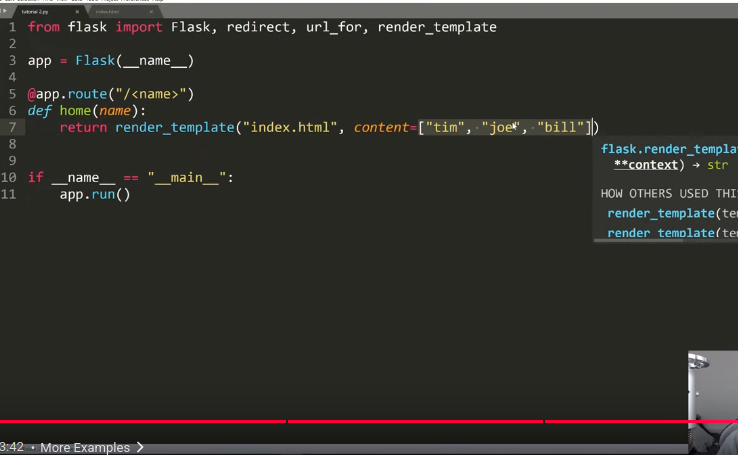 tutorial 2.py × index.html ×
1 from flask import Flask, redirect, url_for, render_template
2
3 app = Flask(__name__)
4
5 @app.route("/<name>")
6 def home(name):
7 return render_template("index.html", content=["tim", "joe", "bill"])
8
9
10 if __name__ == "__main__":
11 app.run()
flask.render_templa
**context) → str
HOW OTHERS USED THI
render_template(te
render_template(te
3:42 • More Examples >